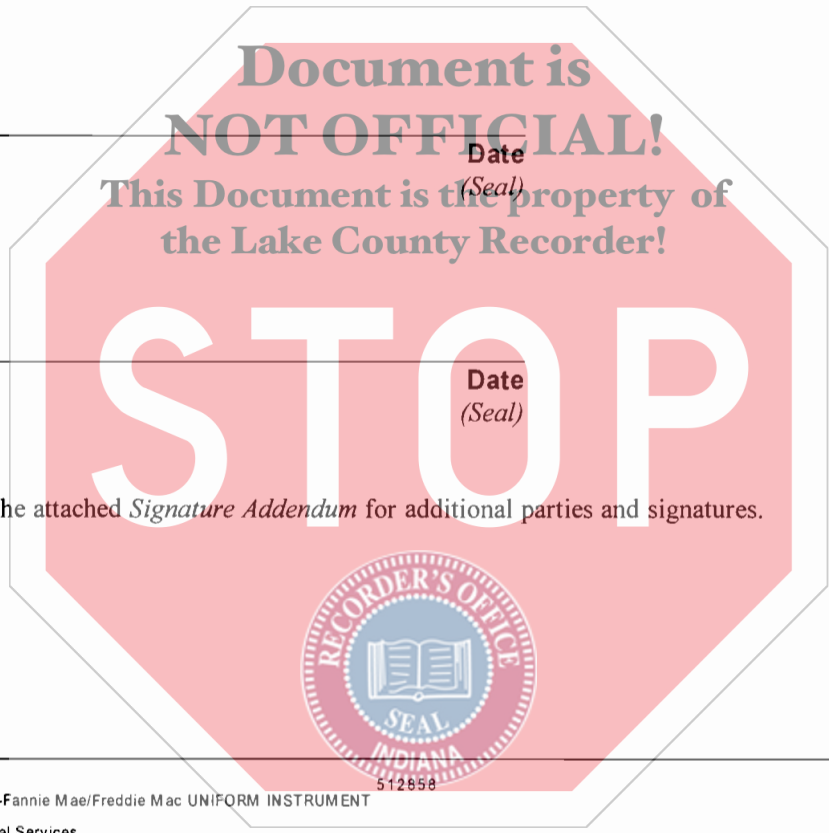 Document is
NOT OFFICIAL!
Date
This Document is the property of
(Seal)
the Lake County Recorder!
STOP
Date
(Seal)
he attached Signature Addendum for additional parties and signatures.
RECORDER'S OFFICE
SEAL
INDIANA
512858
-Fannie Mae/Freddie Mac UNIFORM INSTRUMENT
al Services